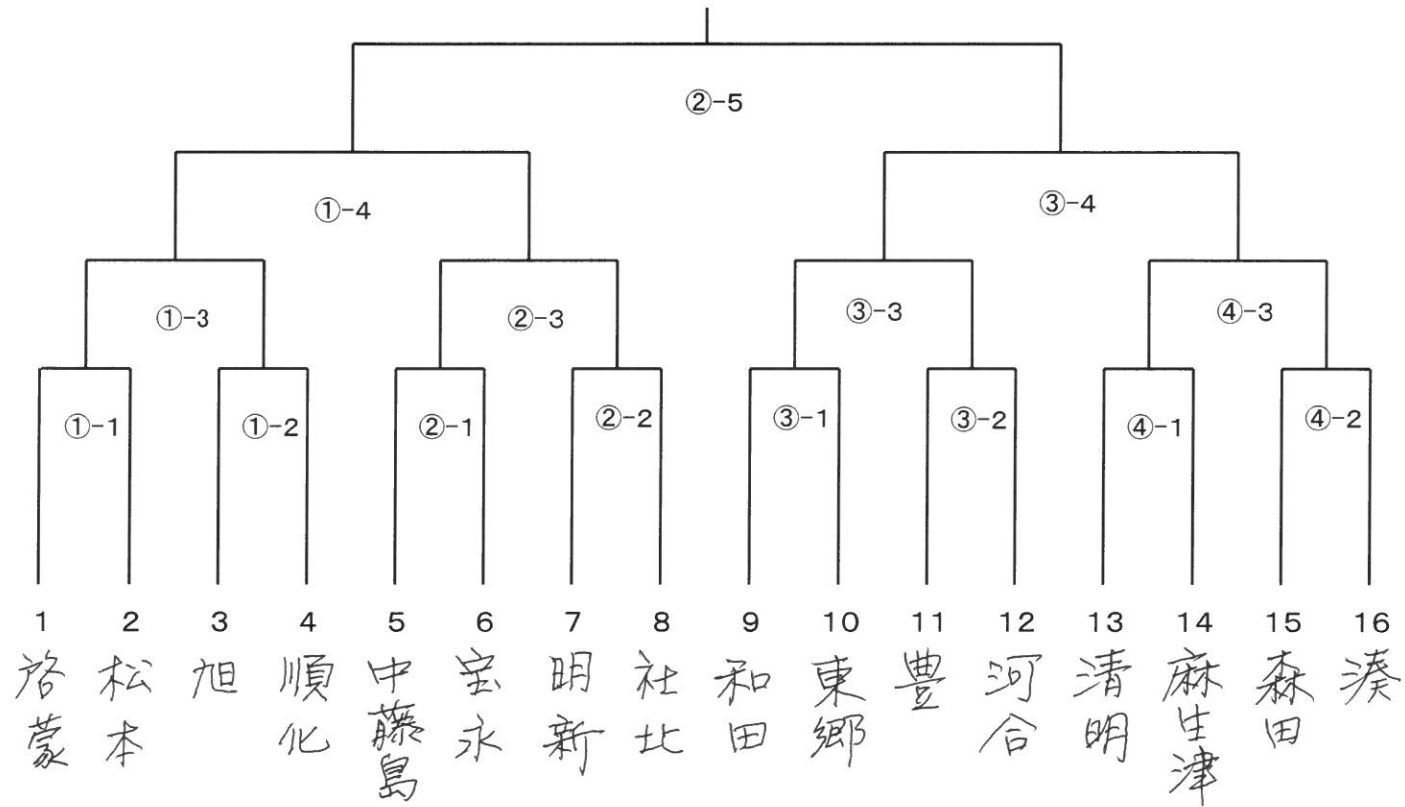 ②-5
①-4
③-4
①-3
②-3
③-3
④-3
①-1
①-2
②-1
②-2
③-1
③-2
④-1
④-2
1 2 3 4 5 6 7 8 9 10 11 12 13 14 15 16
啓蒙
松本
旭
順化
中藤島
宝永
明新
社北
和田
東郷
豊
河合
清明
麻生津
森田
湊